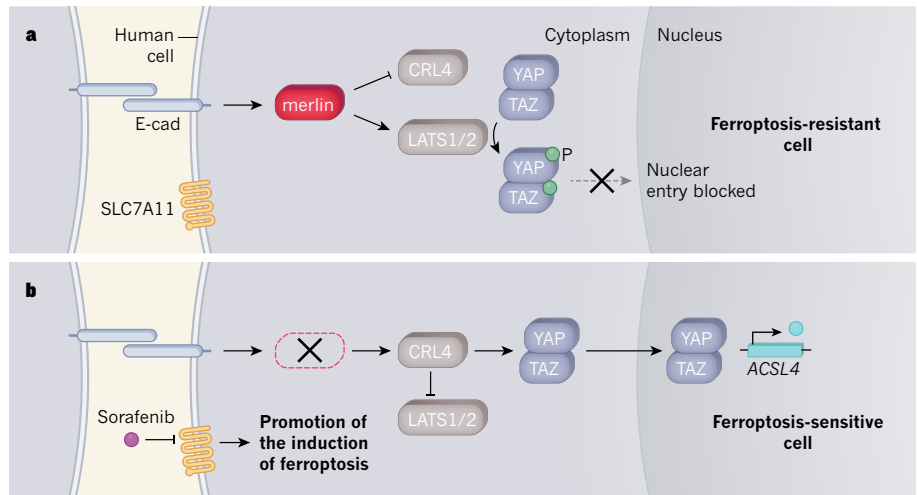 a
Human
cell
E-cad
SLC7A11
merlin
CRL4
LATS1/2
YAP
TAZ
YAP
P
TAZ
Cytoplasm
Nucleus
Ferroptosis-resistant
cell
Nuclear
entry blocked
b
Sorafenib
Promotion of
the induction
of ferroptosis
CRL4
LATS1/2
YAP
TAZ
YAP
TAZ
ACSL4
Ferroptosis-sensitive
cell